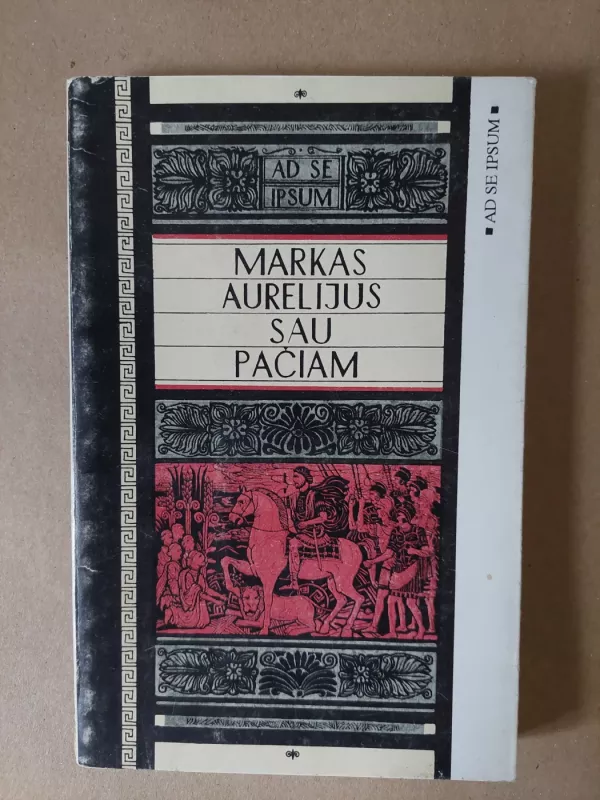 AD SE
IPSUM
MARKAS
AURELIJUS
SAU
PAČIAM
▪ AD SE IPSUM ▪